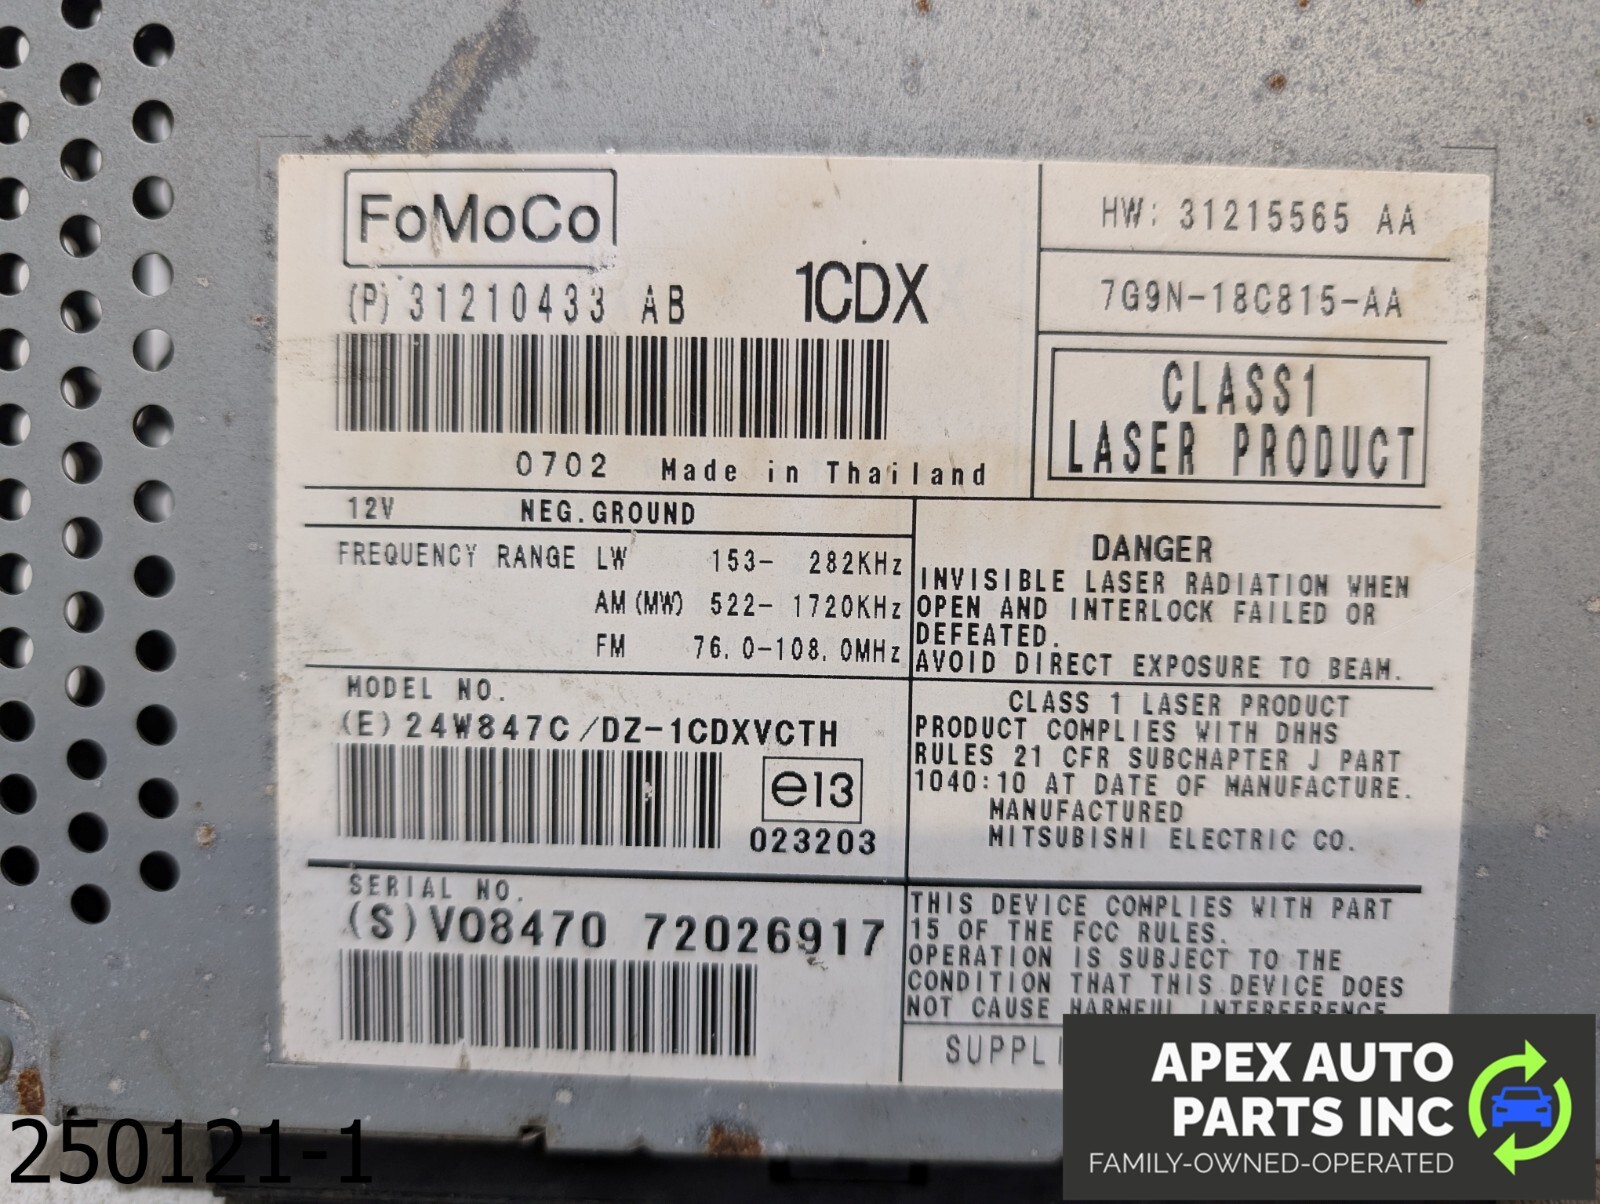 FoMoCo
(P) 31210433 AB
1CDX
0702 Made in Thailand
HW: 31215565 AA
7G9N-18C815-AA
CLASS1
LASER PRODUCT
12V NEG.GROUND
FREQUENCY RANGE LW 153- 282KHz
AM (MW) 522- 1720KHz
FM 76.0-108.0MHz
DANGER
INVISIBLE LASER RADIATION WHEN
OPEN AND INTERLOCK FAILED OR
DEFEATED.
AVOID DIRECT EXPOSURE TO BEAM.
MODEL NO.
(E) 24W847C/DZ-1CDXVCTH
e13
023203
CLASS 1 LASER PRODUCT
PRODUCT COMPLIES WITH DHHS
RULES 21 CFR SUBCHAPTER J PART
1040:10 AT DATE OF MANUFACTURE.
MANUFACTURED
MITSUBISHI ELECTRIC CO.
SERIAL NO.
(S) V08470 72026917
THIS DEVICE COMPLIES WITH PART
15 OF THE FCC RULES.
OPERATION IS SUBJECT TO THE
CONDITION THAT THIS DEVICE DOES
NOT CAUSE HARMFUL INTERFERENCE
250121-1
APEX AUTO
PARTS INC
FAMILY-OWNED-OPERATED